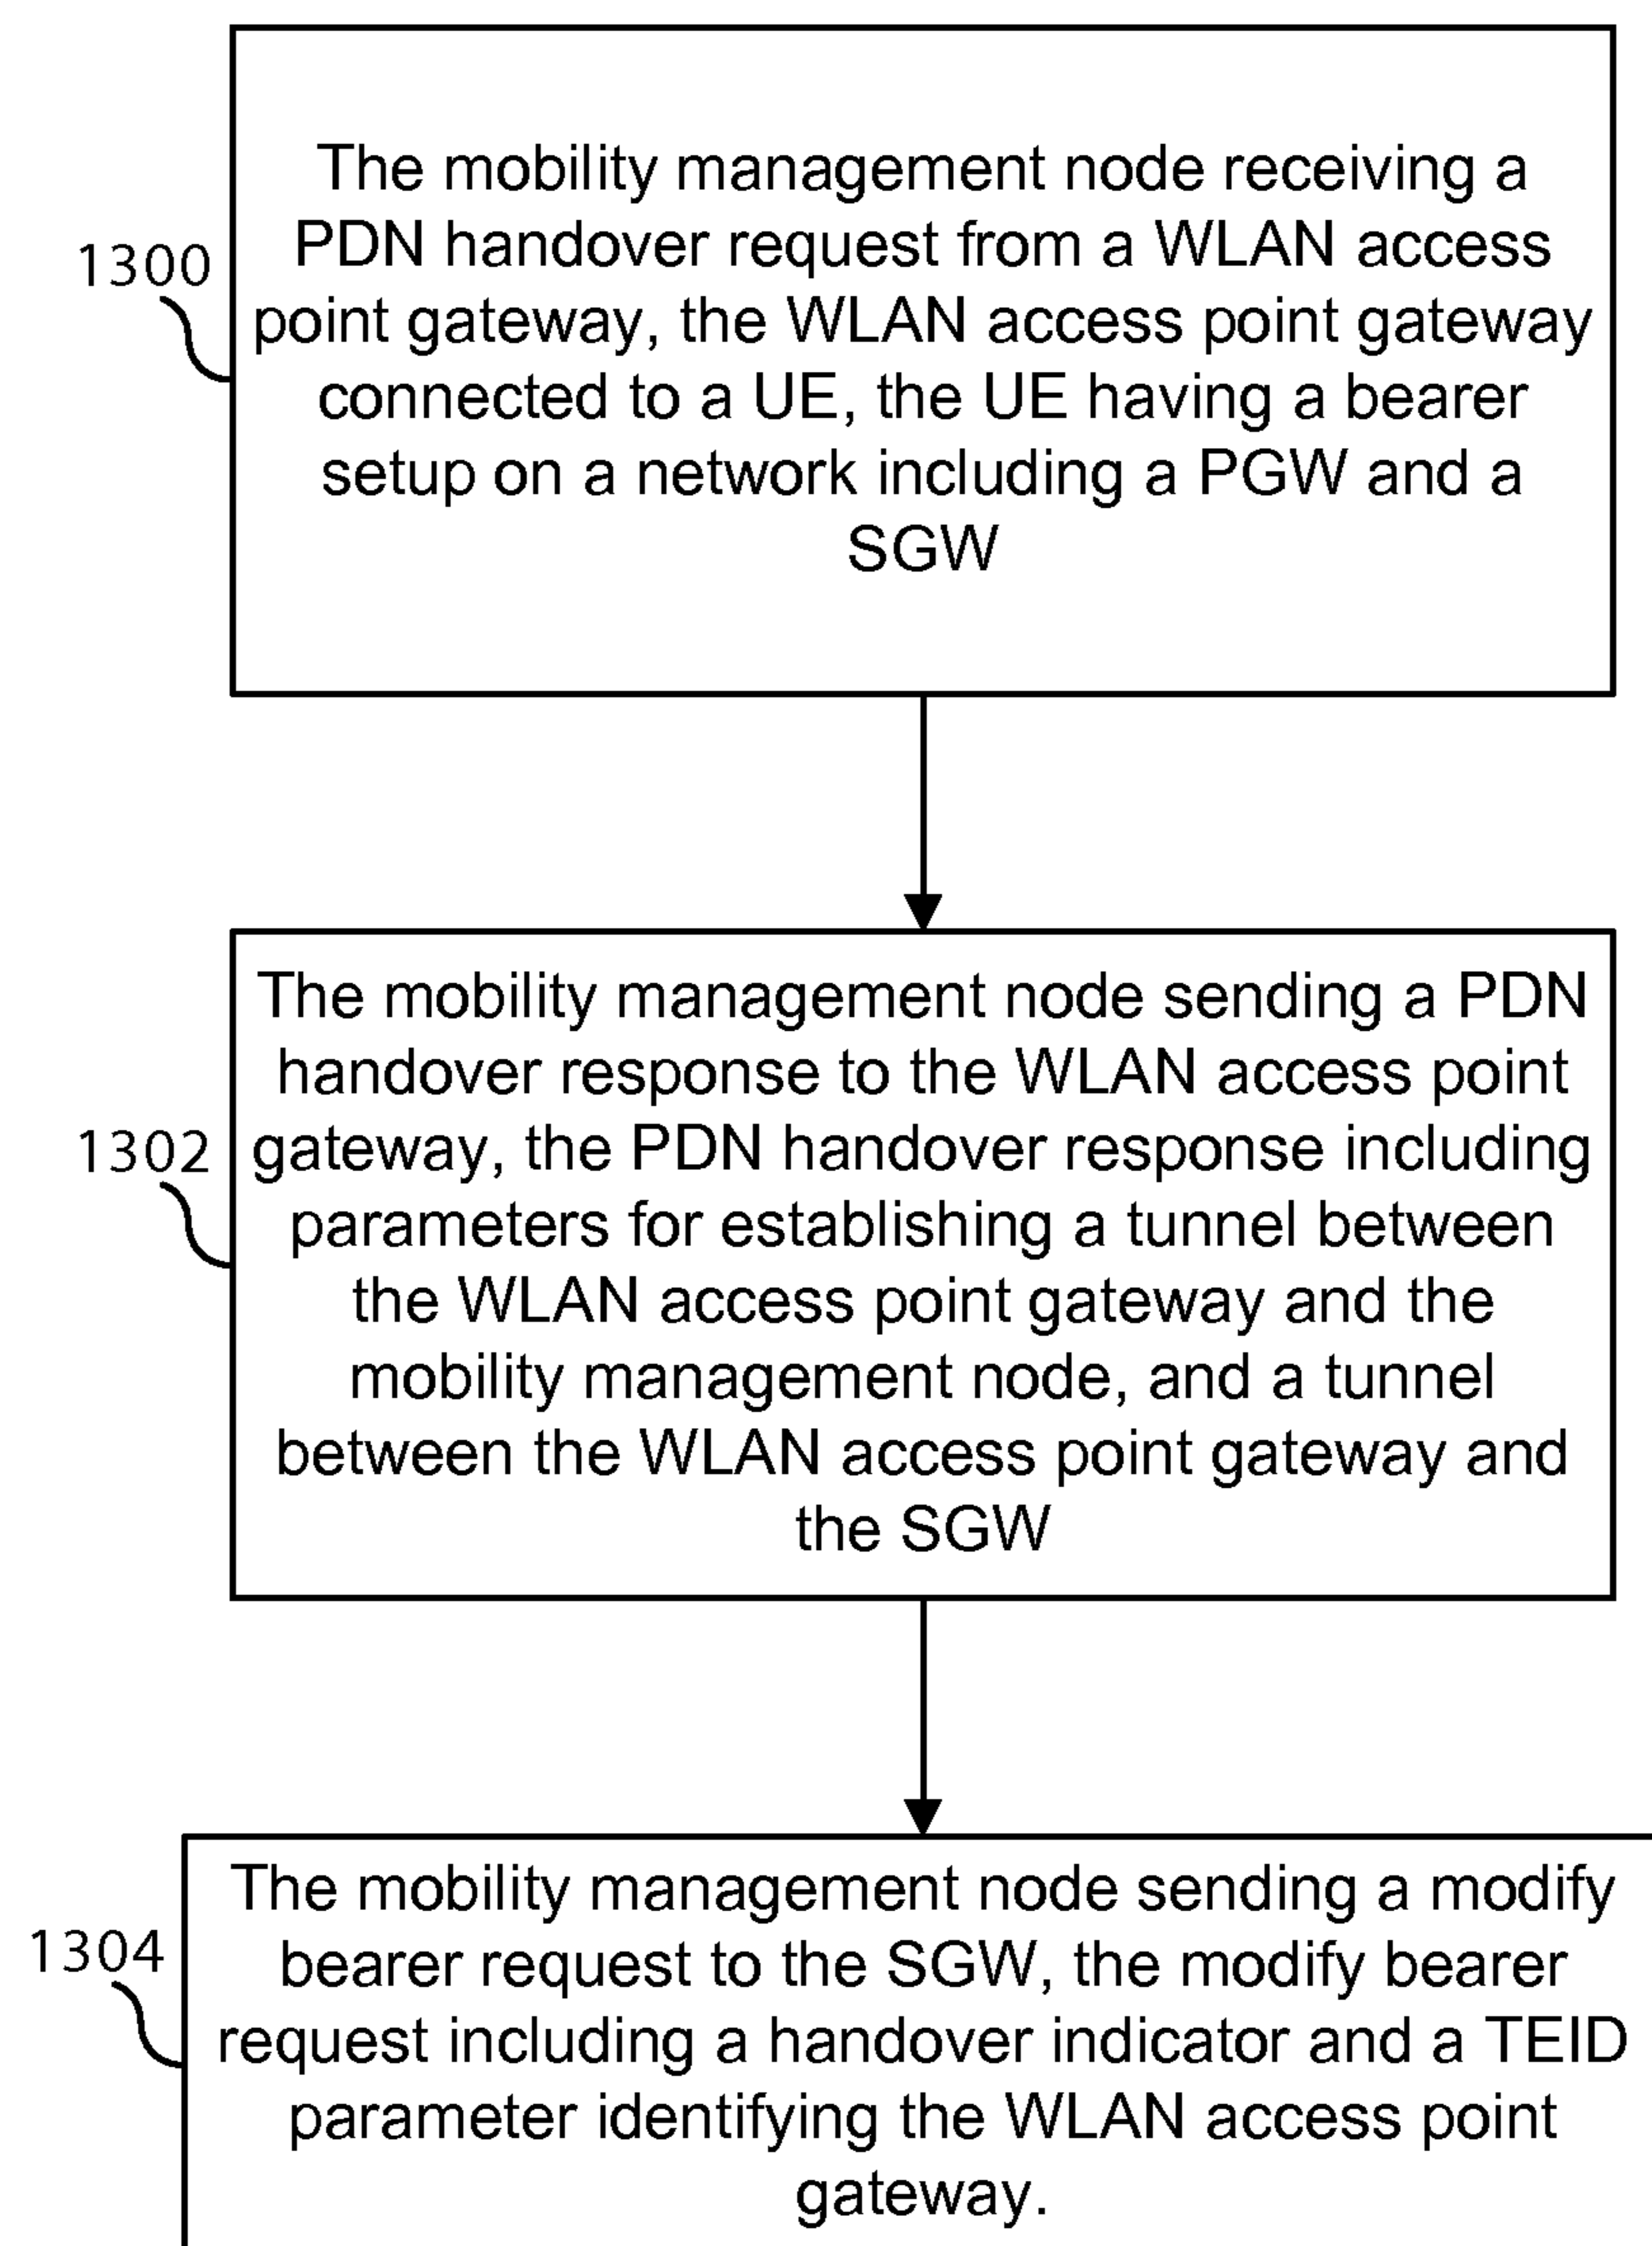 The mobility management node receiving a
PDN handover request from a WLAN access
1300
point gateway, the WLAN access point gateway
connected to a UE, the UE having a bearer
setup on a network including a PGW and a
SGW
The mobility management node sending a PDN
handover response to the WLAN access point
1302
gateway, the PDN handover response including
parameters for establishing a tunnel between
the WLAN access point gateway and the
mobility management node, and a tunnel
between the WLAN access point gateway and
the SGW
The mobility management node sending a modify
1304
bearer request to the SGW, the modify bearer
request including a handover indicator and a TEID
parameter identifying the WLAN access point
gateway.